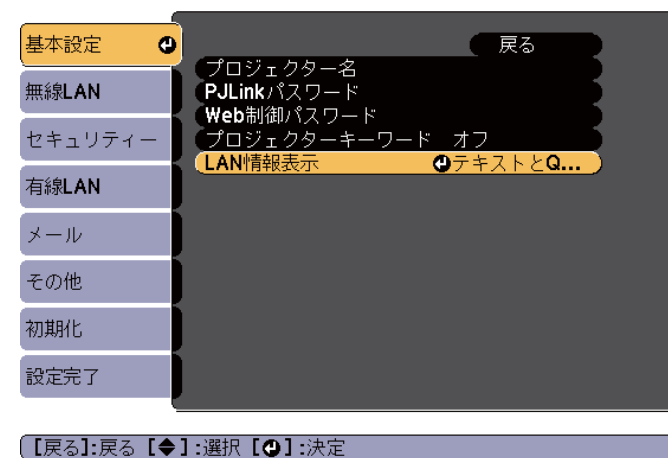 基本設定
無線LAN
セキュリティー
有線LAN
メール
その他
初期化
設定完了
戻る
プロジェクター名
PJLinkパスワード
Web制御パスワード
プロジェクターキーワード オフ
LAN情報表示 テキストとQ...
[戻る]:戻る [◆]:選択 [⏎]:決定